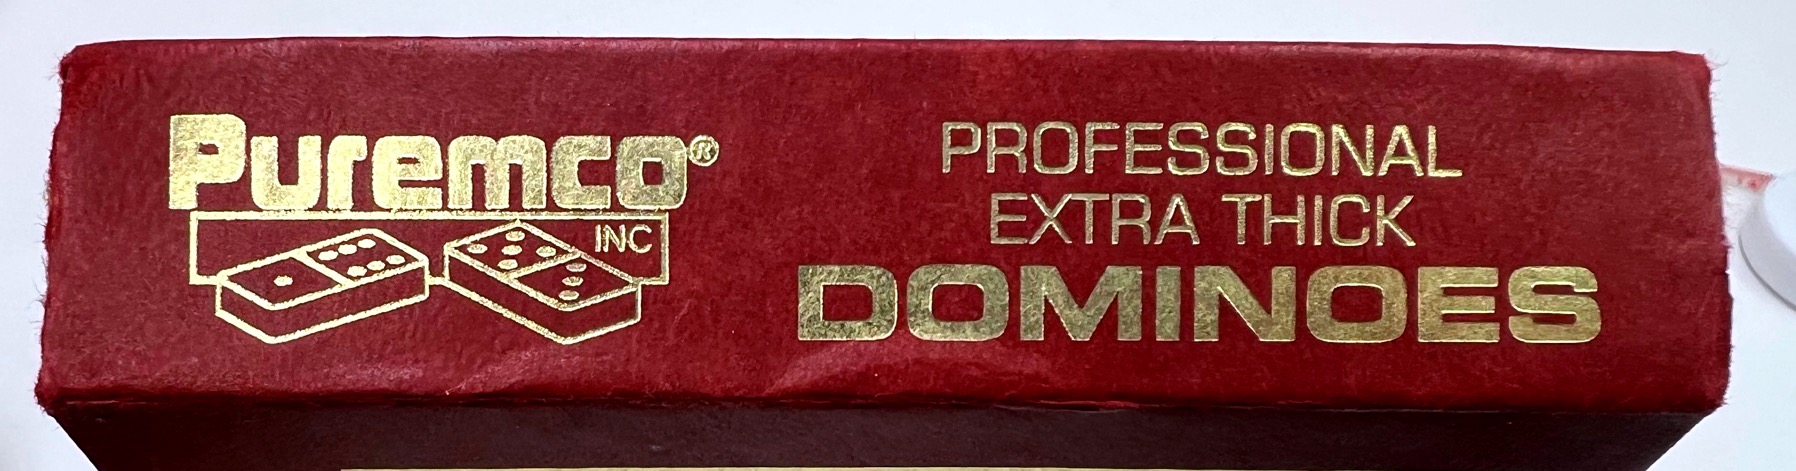 Puremco®
INC
PROFESSIONAL
EXTRA THICK
DOMINOES